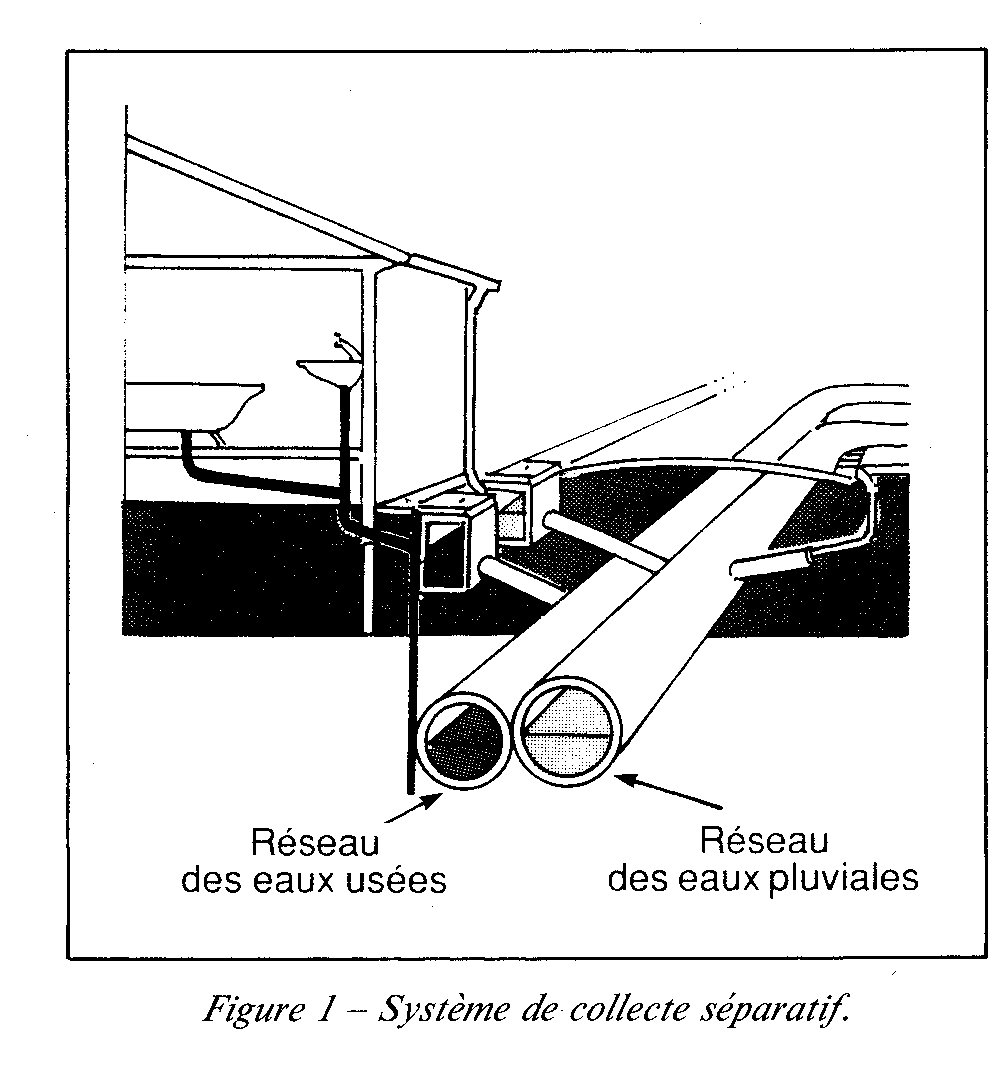 Réseau
des eaux usées
Réseau
des eaux pluviales
Figure 1 – Système de collecte séparatif.